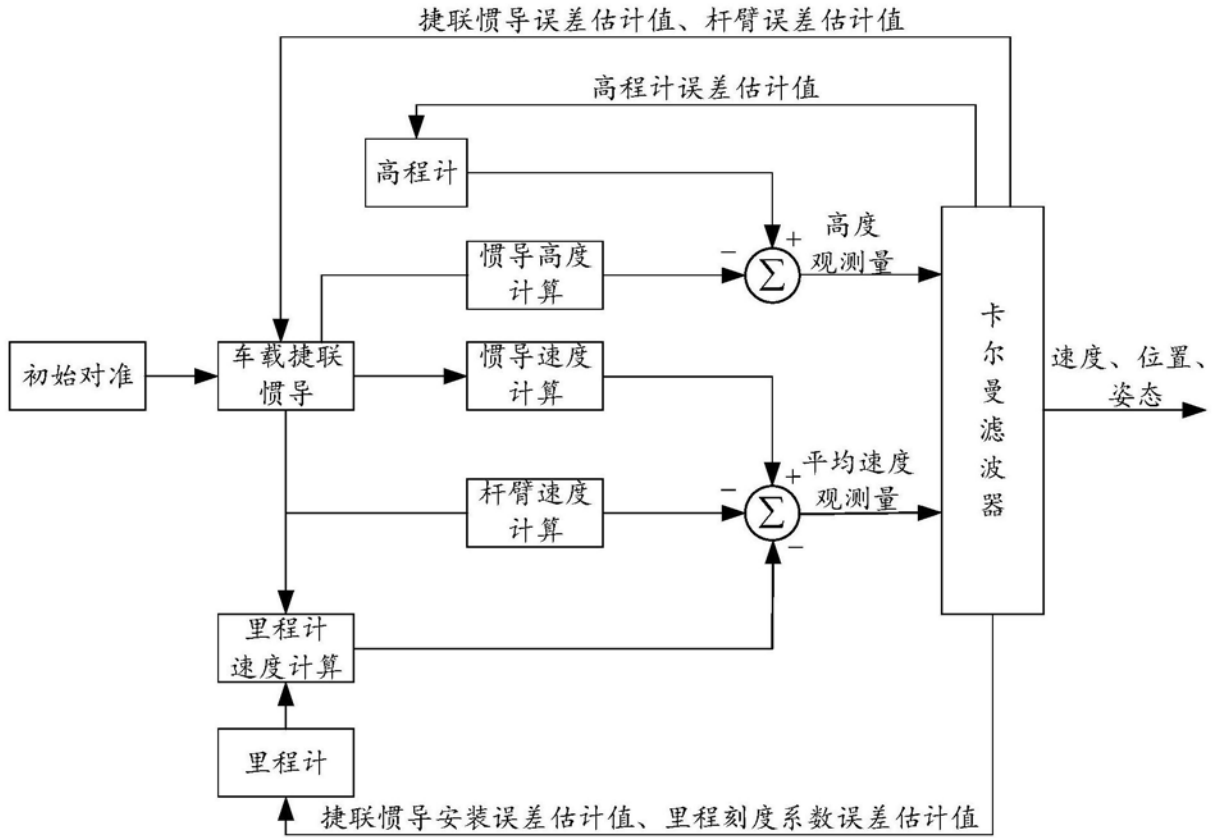 捷联惯导误差估计值、杆臂误差估计值
高程计误差估计值
高程计
惯导高度
计算
−
+
Σ
高度
观测量
初始对准
车载捷联
惯导
惯导速度
计算
卡
尔
曼
滤
波
器
速度、位置、
姿态
杆臂速度
计算
−
+
Σ
−
平均速度
观测量
里程计
速度计算
里程计
捷联惯导安装误差估计值、里程刻度系数误差估计值